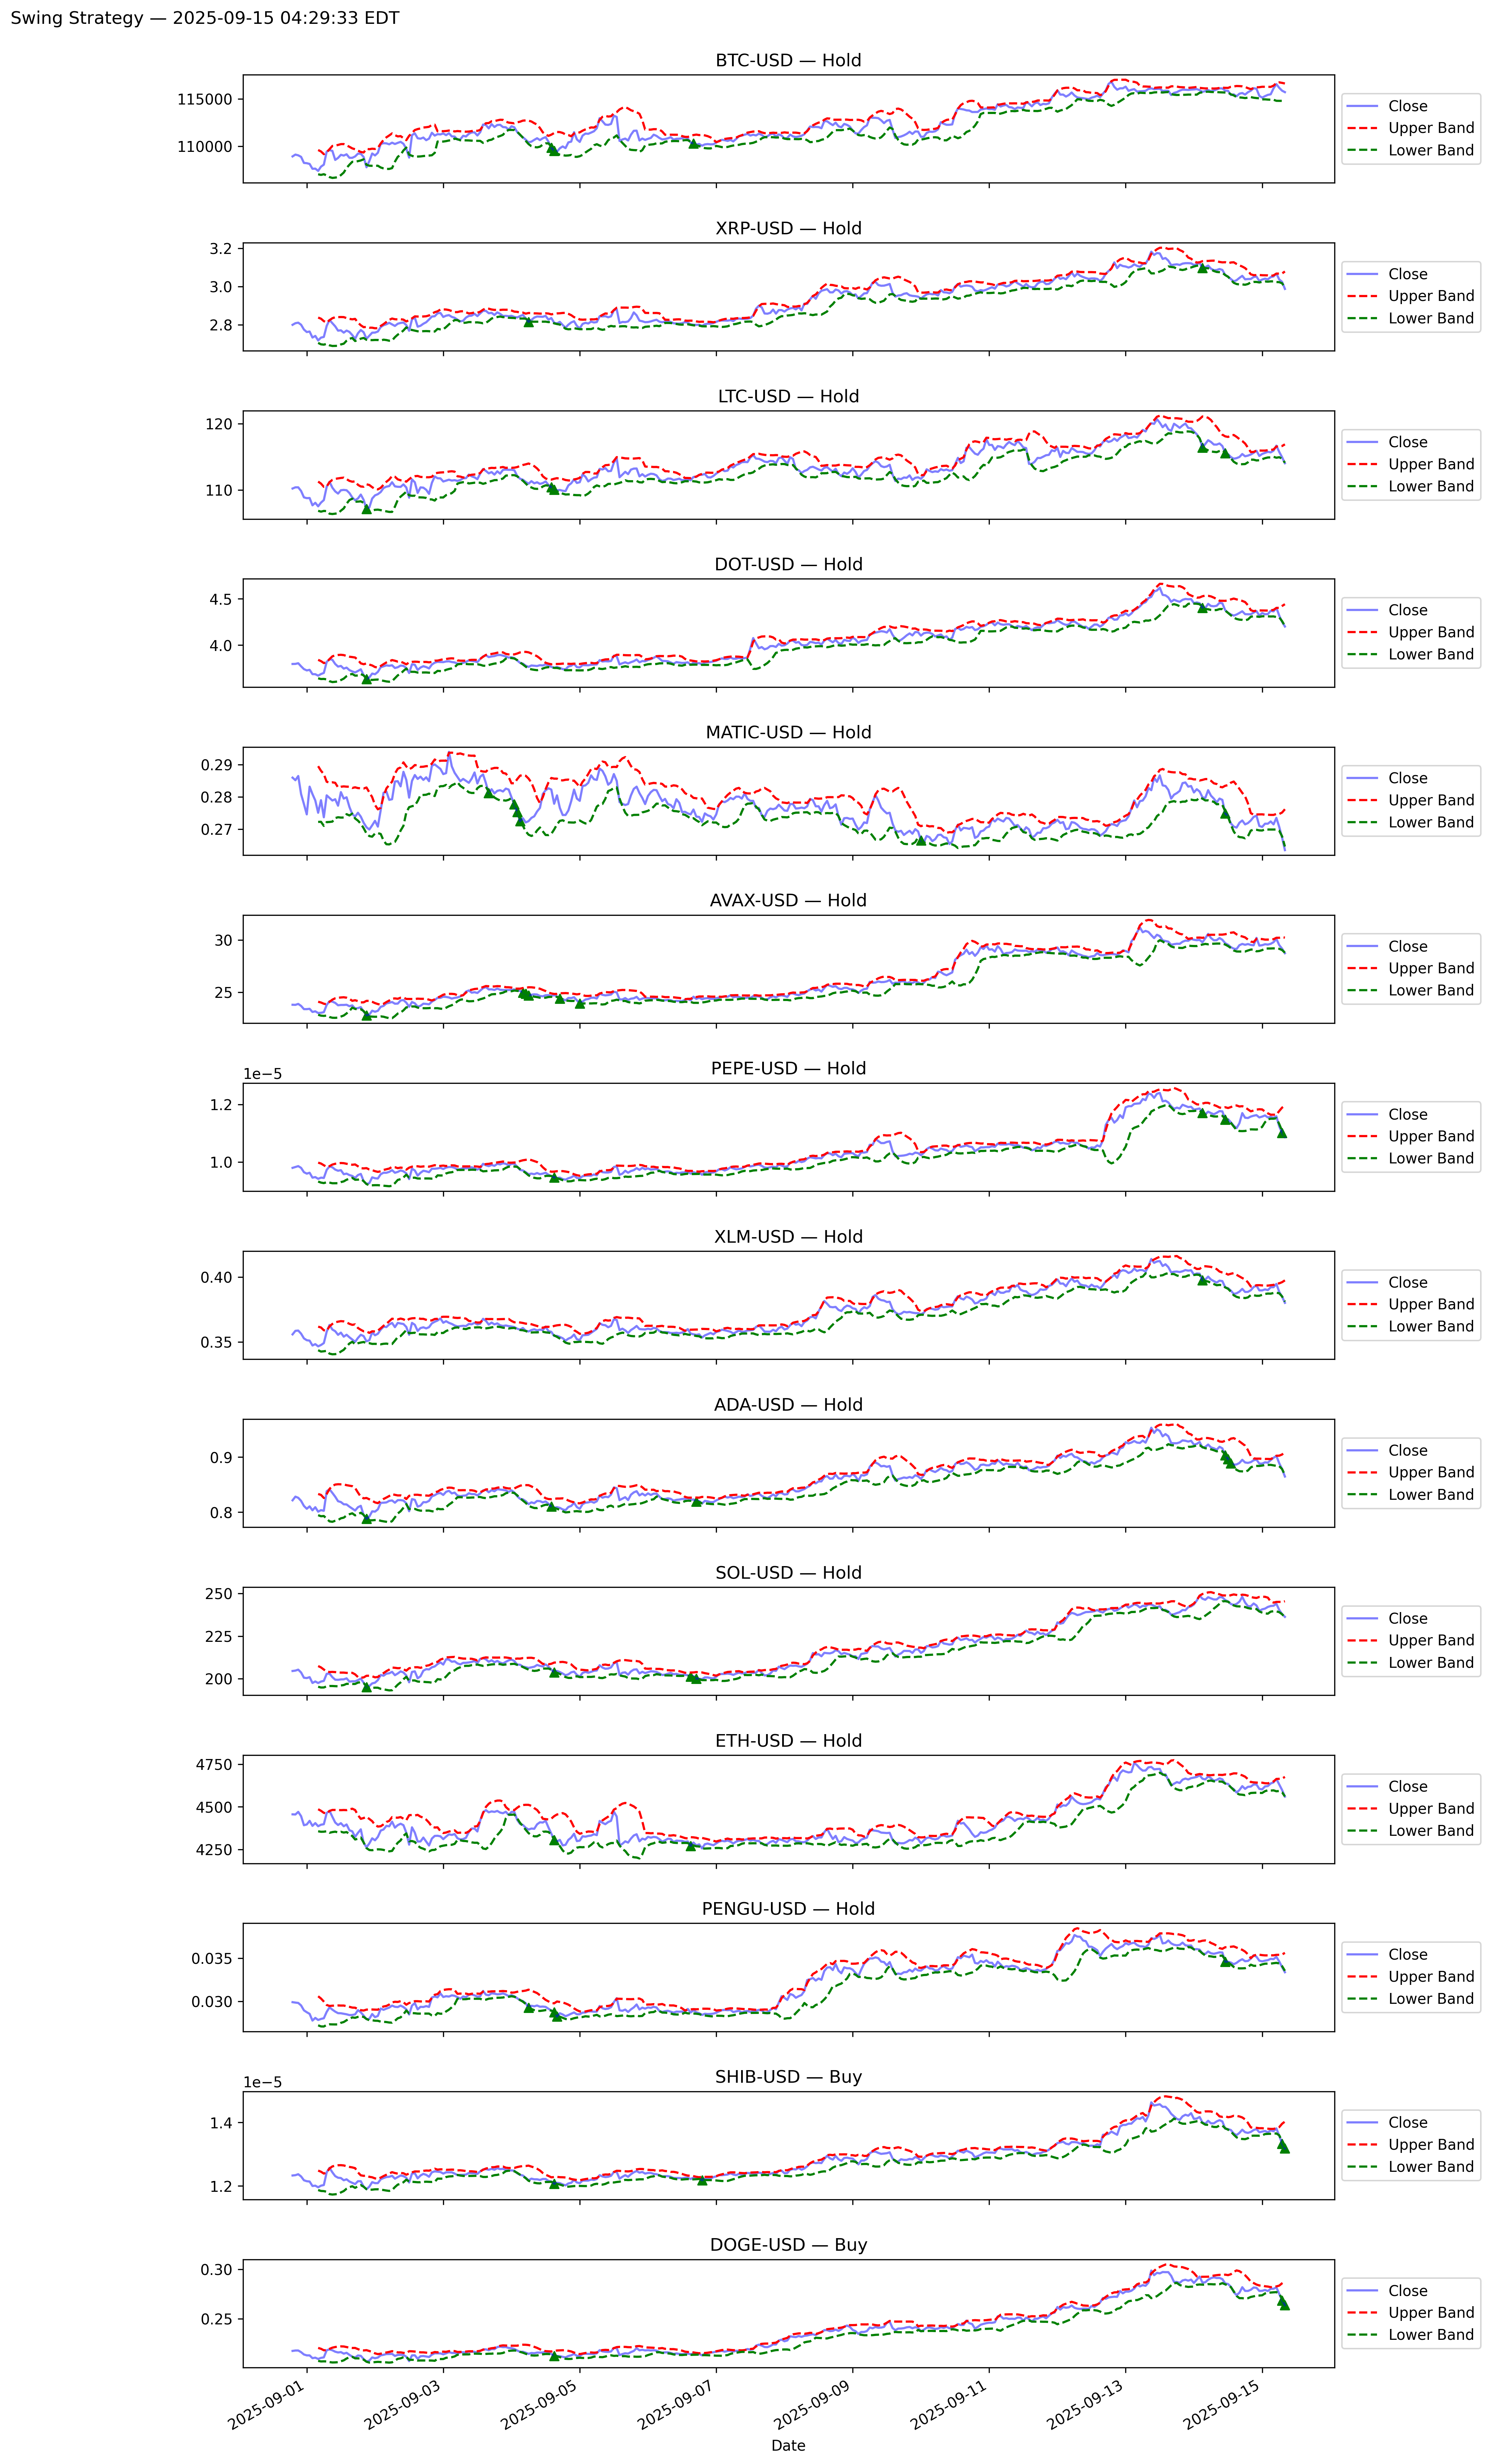 Swing Strategy — 2025-09-15 04:29:33 EDT
BTC-USD — Hold
115000
110000
Close
Upper Band
Lower Band
XRP-USD — Hold
3.2
3.0
2.8
Close
Upper Band
Lower Band
LTC-USD — Hold
120
110
Close
Upper Band
Lower Band
DOT-USD — Hold
4.5
4.0
Close
Upper Band
Lower Band
MATIC-USD — Hold
0.29
0.28
0.27
Close
Upper Band
Lower Band
AVAX-USD — Hold
30
25
Close
Upper Band
Lower Band
PEPE-USD — Hold
1e−5
1.2
1.0
Close
Upper Band
Lower Band
XLM-USD — Hold
0.40
0.35
Close
Upper Band
Lower Band
ADA-USD — Hold
0.9
0.8
Close
Upper Band
Lower Band
SOL-USD — Hold
250
225
200
Close
Upper Band
Lower Band
ETH-USD — Hold
4750
4500
4250
Close
Upper Band
Lower Band
PENGU-USD — Hold
0.035
0.030
Close
Upper Band
Lower Band
SHIB-USD — Buy
1e−5
1.4
1.2
Close
Upper Band
Lower Band
DOGE-USD — Buy
0.30
0.25
Close
Upper Band
Lower Band
2025-09-01
2025-09-03
2025-09-05
2025-09-07
2025-09-09
2025-09-11
2025-09-13
2025-09-15
Date